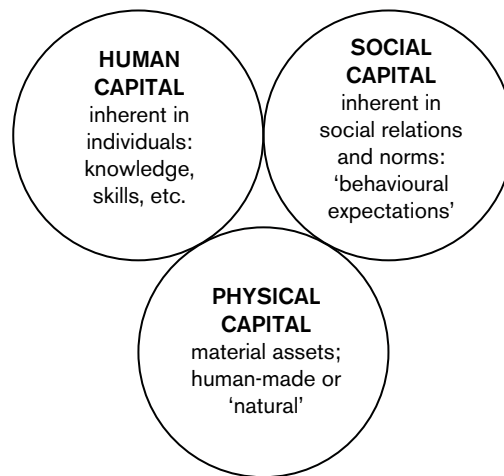 HUMAN
CAPITAL
inherent in
individuals:
knowledge,
skills, etc.
SOCIAL
CAPITAL
inherent in
social relations
and norms:
‘behavioural
expectations’
PHYSICAL
CAPITAL
material assets;
human-made or
‘natural’